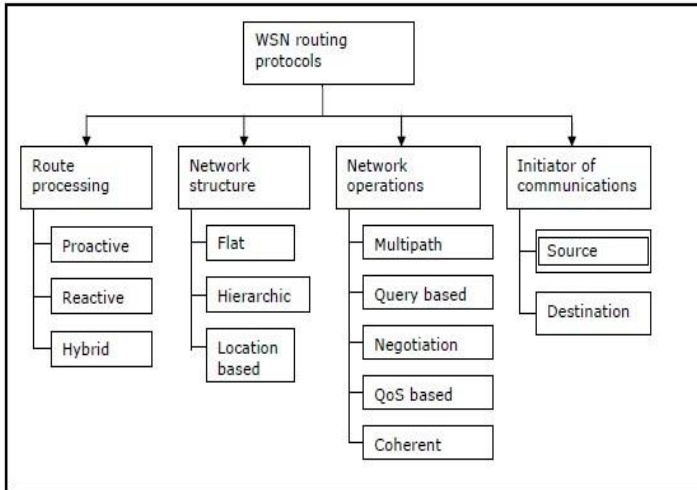 WSN routing
protocols
Route
processing
Proactive
Reactive
Hybrid
Network
structure
Flat
Hierarchic
Location
based
Network
operations
Multipath
Query based
Negotiation
QoS based
Coherent
Initiator of
communications
Source
Destination